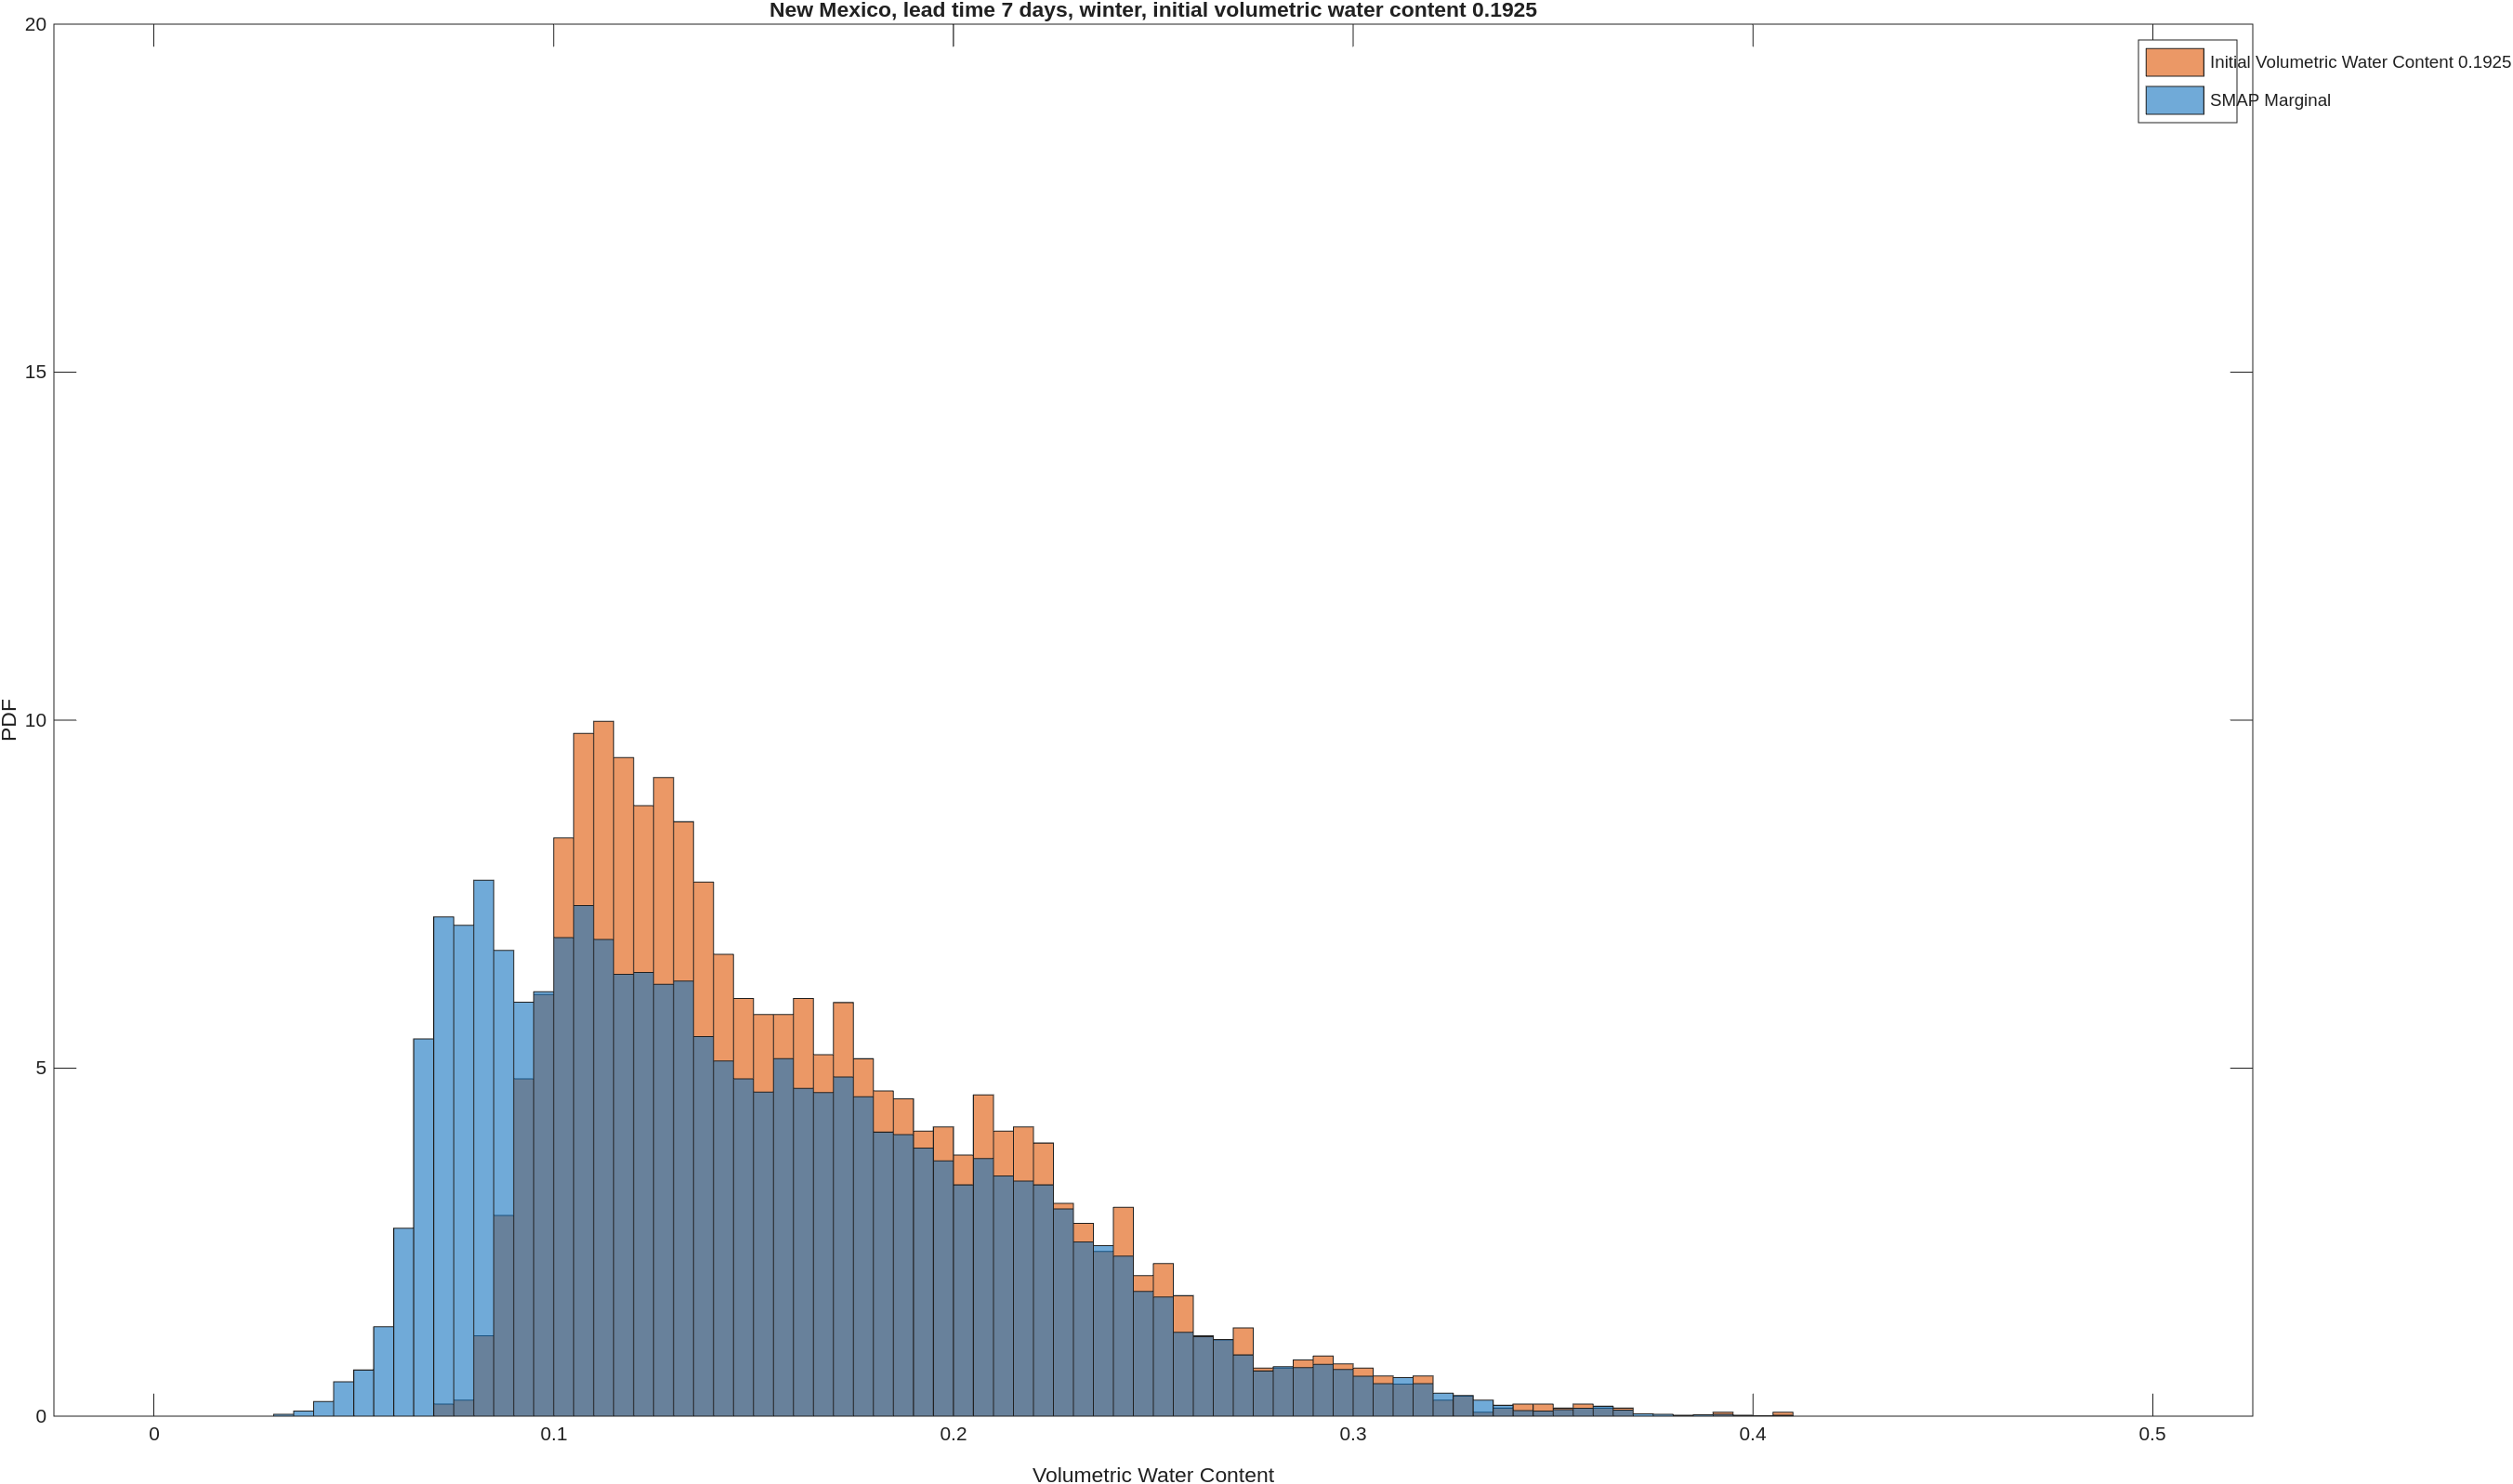 New Mexico, lead time 7 days, winter, initial volumetric water content 0.1925
20
15
10
5
0
PDF
Initial Volumetric Water Content 0.1925
SMAP Marginal
0 0.1 0.2 0.3 0.4 0.5
Volumetric Water Content